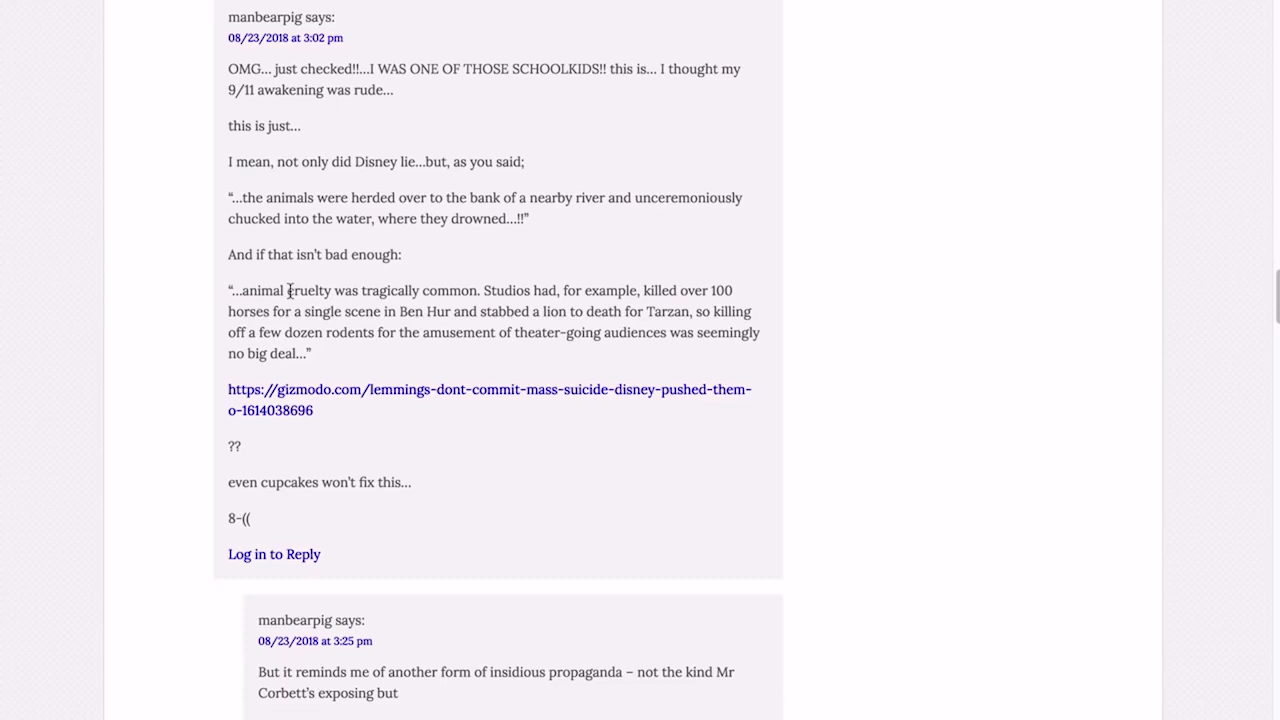 manbearpig says:
08/23/2018 at 3:02 pm
OMG… just checked!!…I WAS ONE OF THOSE SCHOOLKIDS!! this is… I thought my
9/11 awakening was rude…
this is just…
I mean, not only did Disney lie…but, as you said;
“…the animals were herded over to the bank of a nearby river and unceremoniously
chucked into the water, where they drowned…!!”
And if that isn’t bad enough:
“…animal cruelty was tragically common. Studios had, for example, killed over 100
horses for a single scene in Ben Hur and stabbed a lion to death for Tarzan, so killing
off a few dozen rodents for the amusement of theater-going audiences was seemingly
no big deal…”
https://gizmodo.com/lemmings-dont-commit-mass-suicide-disney-pushed-them-
o-1614038696
??
even cupcakes won’t fix this…
8-((
Log in to Reply
manbearpig says:
08/23/2018 at 3:25 pm
But it reminds me of another form of insidious propaganda – not the kind Mr
Corbett’s exposing but